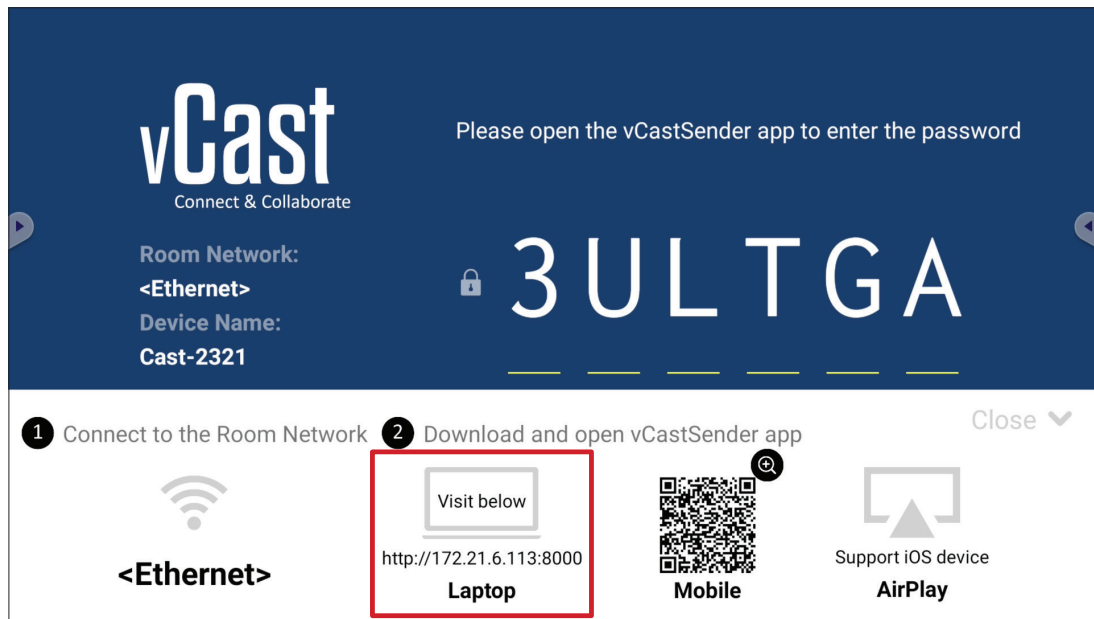 vCast
Connect & Collaborate
Please open the vCastSender app to enter the password
Room Network:
<Ethernet>
Device Name:
Cast-2321
3ULTGA
Close
1 Connect to the Room Network
2 Download and open vCastSender app
<Ethernet>
Visit below
http://172.21.6.113:8000
Laptop
Mobile
Support iOS device
AirPlay